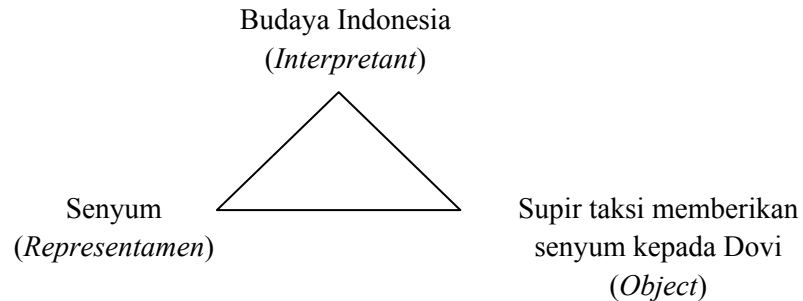 Budaya Indonesia
(Interpretant)
Senyum
(Representamen)
Supir taksi memberikan
senyum kepada Dovi
(Object)